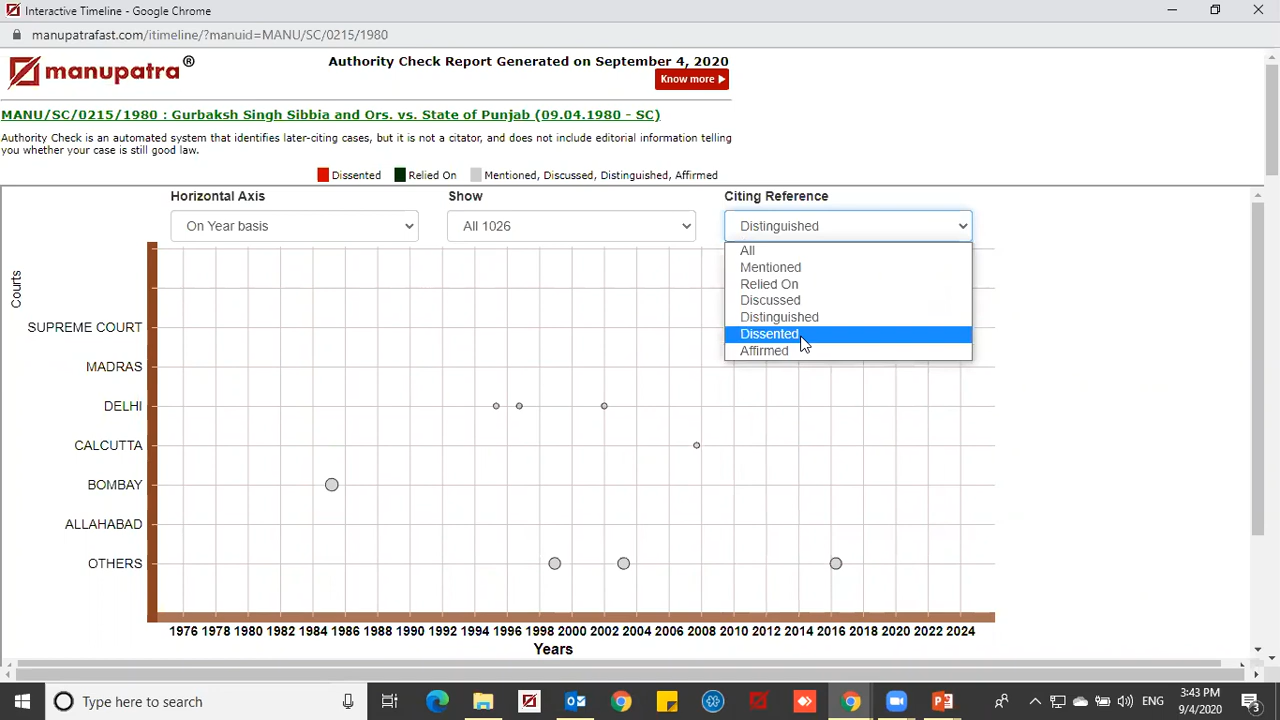 Interactive Timeline - Google Chrome
manupatrafast.com/itimeline/?manuid=MANU/SC/0215/1980
manupatra®
Authority Check Report Generated on September 4, 2020
Know more
MANU/SC/0215/1980 : Gurbaksh Singh Sibbia and Ors. vs. State of Punjab (09.04.1980 - SC)
Authority Check is an automated system that identifies later-citing cases, but it is not a citator, and does not include editorial information telling
you whether your case is still good law.
Dissented Relied On Mentioned, Discussed, Distinguished, Affirmed
Horizontal Axis Show Citing Reference
On Year basis All 1026 Distinguished
All
Mentioned
Relied On
Discussed
Distinguished
Dissented
Affirmed
Courts
SUPREME COURT
MADRAS
DELHI
CALCUTTA
BOMBAY
ALLAHABAD
OTHERS
1976 1978 1980 1982 1984 1986 1988 1990 1992 1994 1996 1998 2000 2002 2004 2006 2008 2010 2012 2014 2016 2018 2020 2022 2024
Years
Type here to search
ENG
3:43 PM
9/4/2020
3